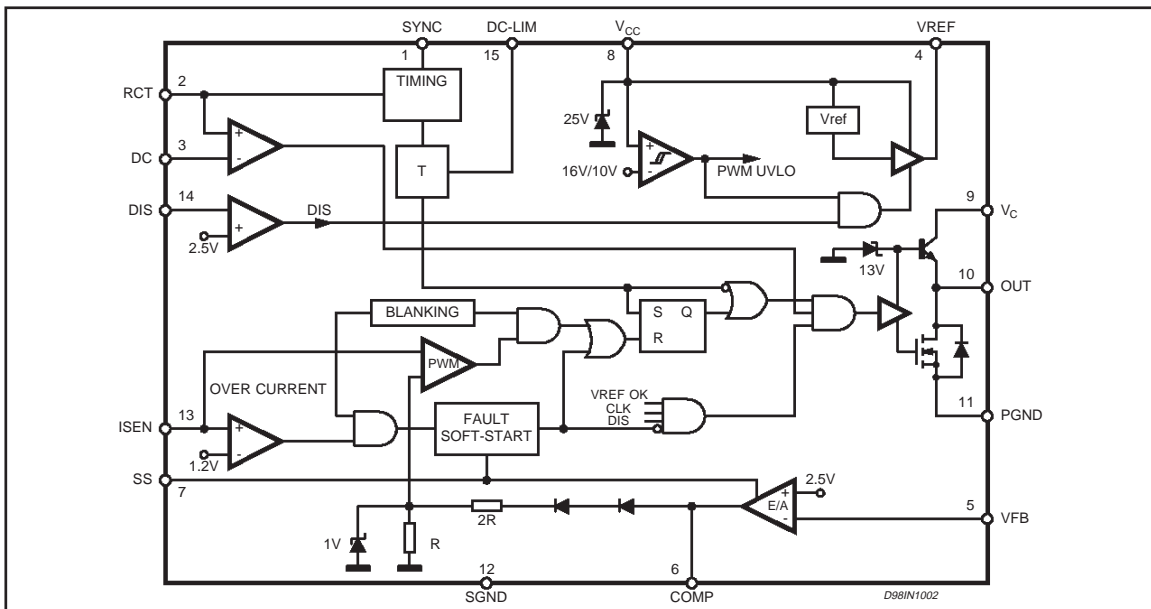 SYNC DC-LIM VCC VREF
1 15 8 4
RCT 2 TIMING
25V Vref
+
DC 3 -
T
+
16V/10V -
PWM UVLO
DIS 14 DIS
2.5V +
9 VC
13V
10 OUT
BLANKING
S Q
R
PWM
OVER CURRENT
VREF OK
CLK
DIS
11 PGND
ISEN 13
+
1.2V -
FAULT
SOFT-START
SS
7
2.5V
+
E/A
-
5 VFB
2R
1V R
12 6
SGND COMP
D98IN1002